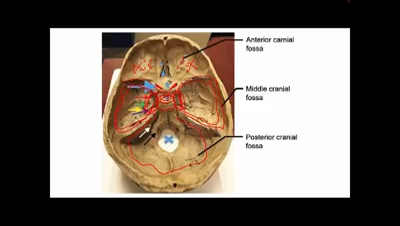 Anterior carnial
fossa
Middle cranial
fossa
Posterior cranial
fossa